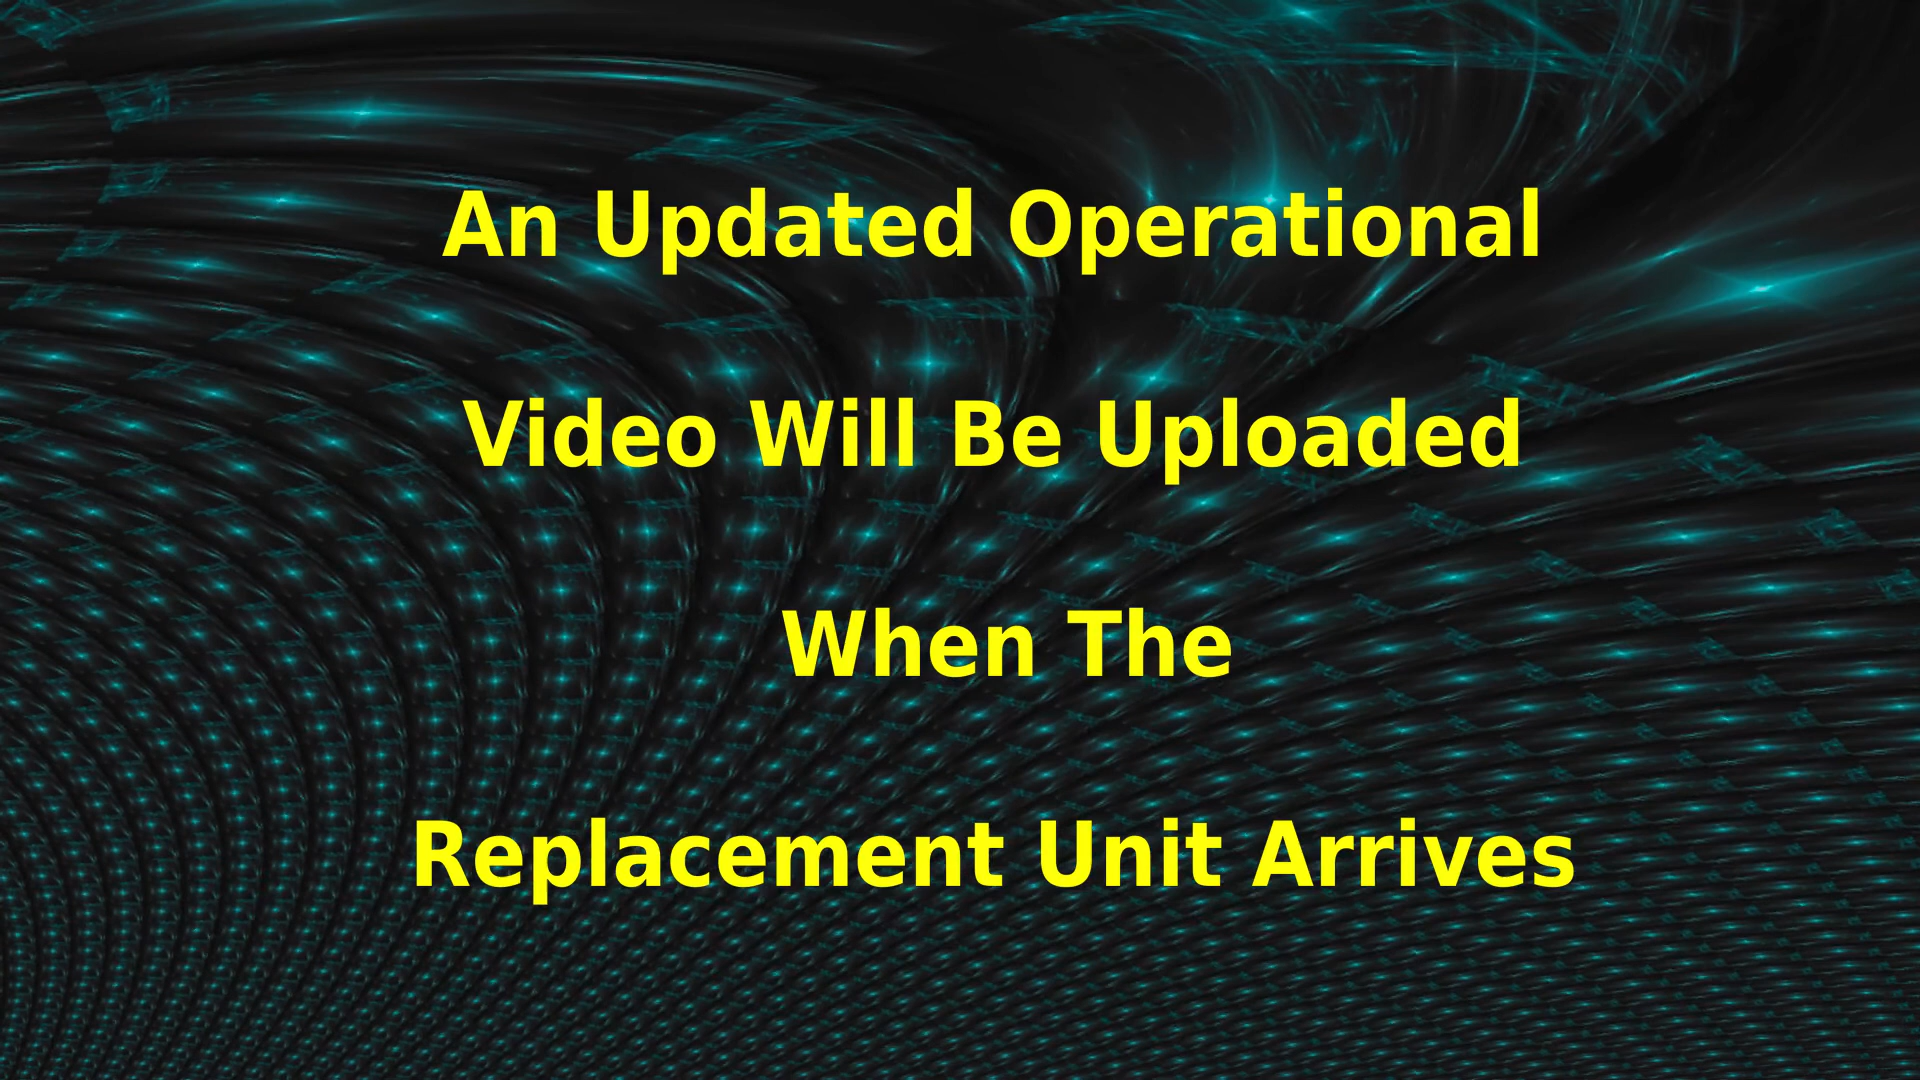 An Updated Operational
Video Will Be Uploaded
When The
Replacement Unit Arrives